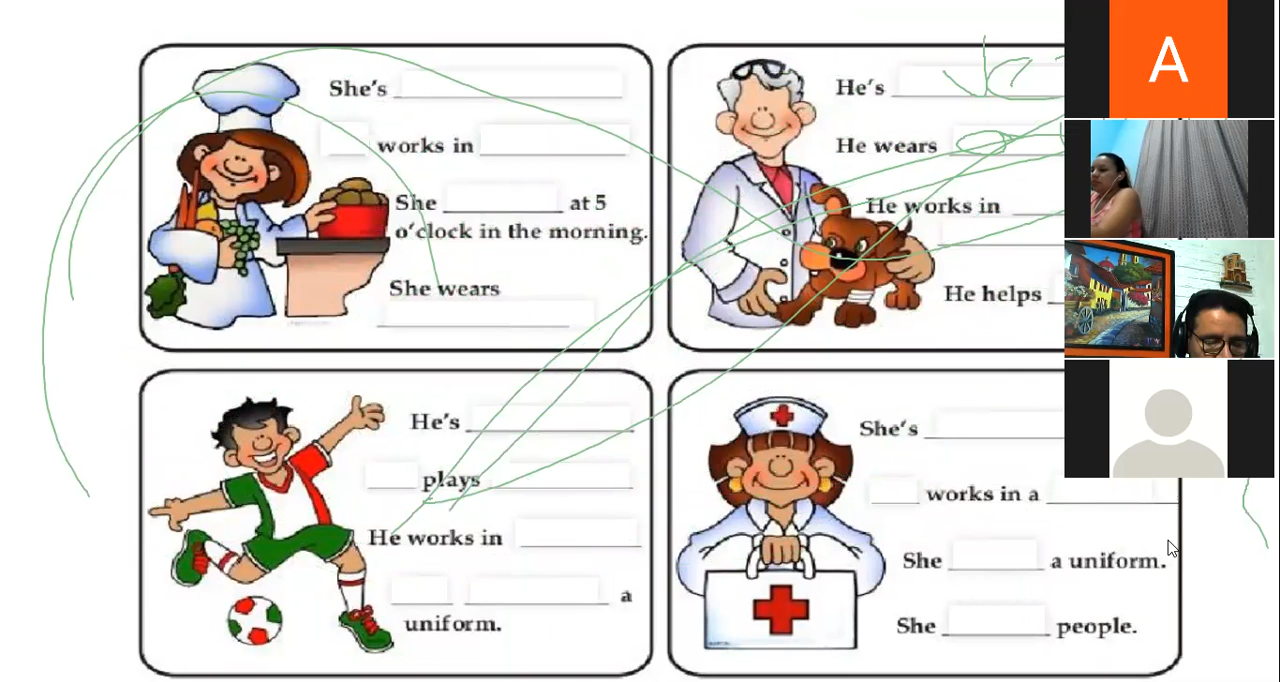 She's
works in
She at 5
o'clock in the morning.
She wears
He's
He wears
He works in
He helps
He's
plays
He works in
a
uniform.
She's
works in a
She a uniform.
She people.
A